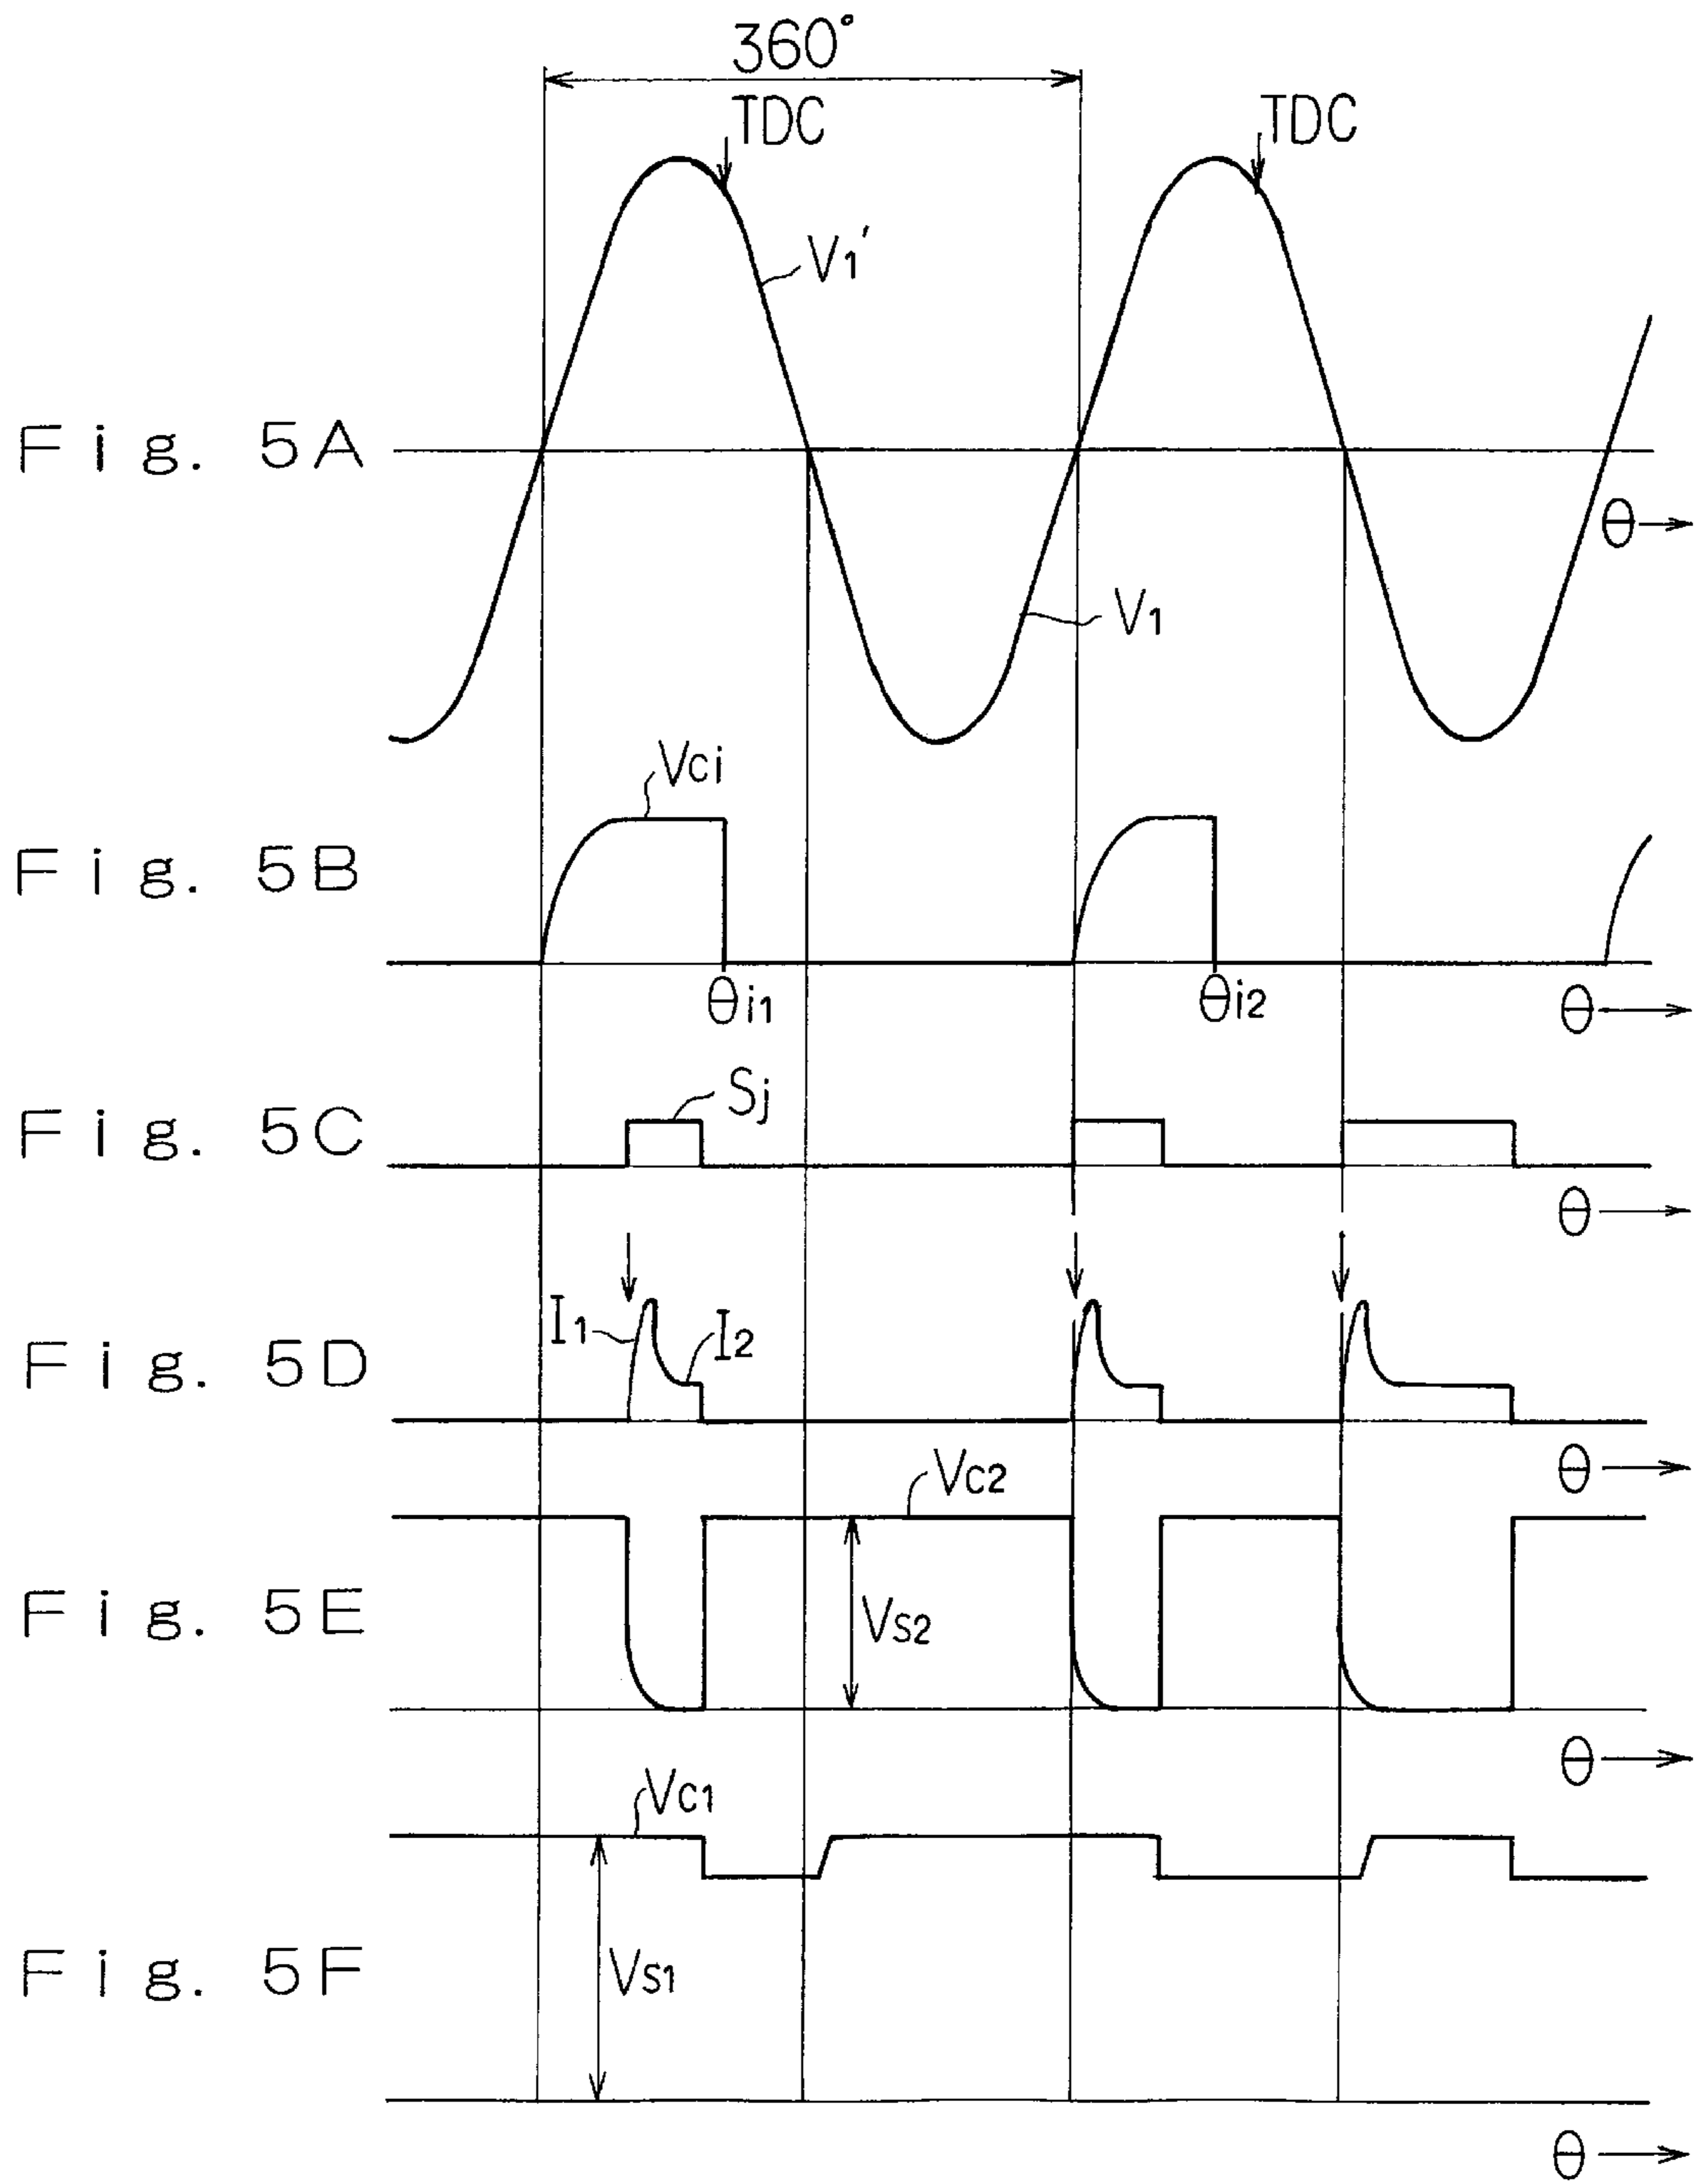 360°
TDC
TDC
V1'
Fig. 5A
θ
V1
Vci
Fig. 5B
θi1
θi2
θ
Sj
Fig. 5C
θ
I1
I2
Fig. 5D
θ
Vc2
Fig. 5E
Vs2
θ
Vc1
Fig. 5F
Vs1
θ